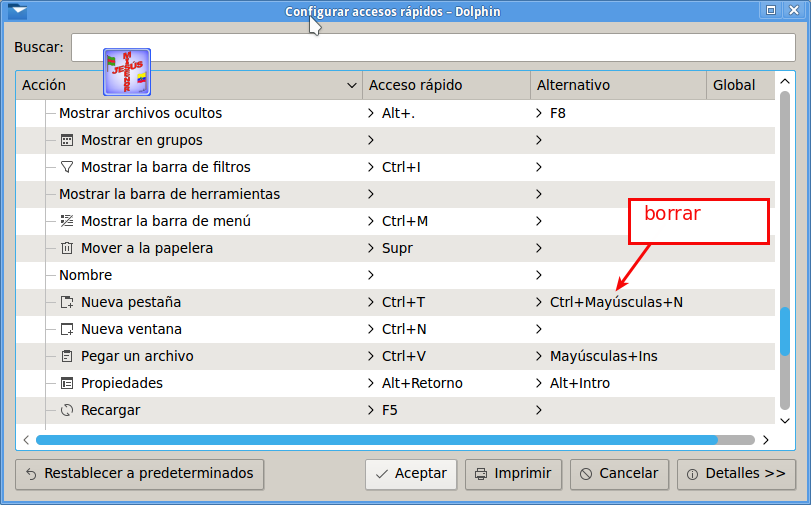 Configurar accesos rápidos – Dolphin
Buscar:
MAYERLIN
JESÚS
Acción Acceso rápido Alternativo Global
Mostrar archivos ocultos > Alt+. > F8
Mostrar en grupos > >
Mostrar la barra de filtros > Ctrl+I >
Mostrar la barra de herramientas > >
borrar
Mostrar la barra de menú > Ctrl+M >
Mover a la papelera > Supr >
Nombre > >
Nueva pestaña > Ctrl+T > Ctrl+Mayúsculas+N
Nueva ventana > Ctrl+N >
Pegar un archivo > Ctrl+V > Mayúsculas+Ins
Propiedades > Alt+Retorno > Alt+Intro
Recargar > F5 >
Restablecer a predeterminados Aceptar Imprimir Cancelar Detalles >>